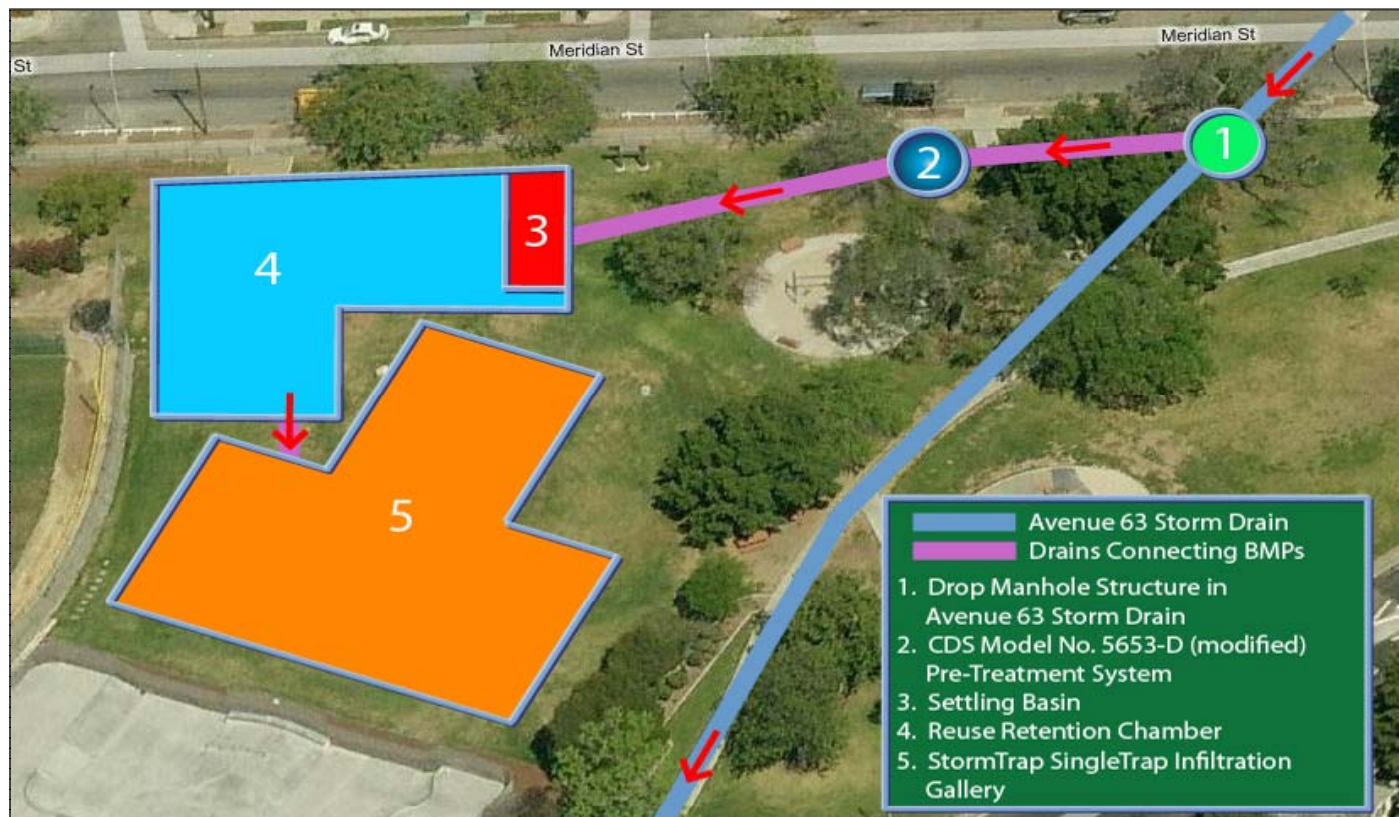 Meridian St
Meridian St
St
1
2
3
4
5
Avenue 63 Storm Drain
Drains Connecting BMPs
1. Drop Manhole Structure in
Avenue 63 Storm Drain
2. CDS Model No. 5653-D (modified)
Pre-Treatment System
3. Settling Basin
4. Reuse Retention Chamber
5. StormTrap SingleTrap Infiltration
Gallery